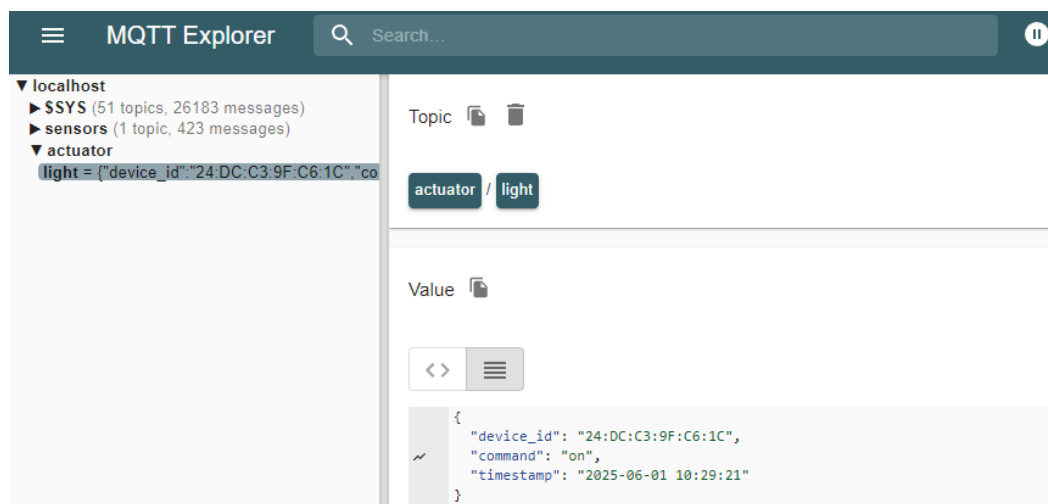 MQTT Explorer
Search...
▼ localhost
▶ $SYS (51 topics, 26183 messages)
▶ sensors (1 topic, 423 messages)
▼ actuator
light = {"device_id":"24:DC:C3:9F:C6:1C","co
Topic
actuator / light
Value
<>
{
"device_id": "24:DC:C3:9F:C6:1C",
"command": "on",
"timestamp": "2025-06-01 10:29:21"
}